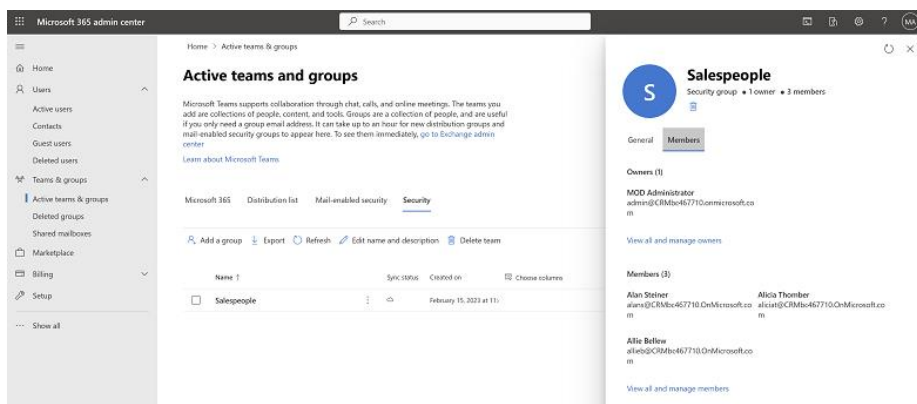 Microsoft 365 admin center
Search
?
MA
Home
Users
Active users
Contacts
Guest users
Deleted users
Teams & groups
Active teams & groups
Deleted groups
Shared mailboxes
Marketplace
Billing
Setup
Show all
Home > Active teams & groups
Active teams and groups
Microsoft Teams supports collaboration through chat, calls, and online meetings. The teams you
add are collections of people, content, and tools. Groups are a collection of people, and are useful
if you only need a group email address. It can take up to an hour for new distribution groups and
mail-enabled security groups to appear here. To see them immediately, go to Exchange admin
center
Learn about Microsoft Teams
Microsoft 365 Distribution list Mail-enabled security Security
Add a group Export Refresh Edit name and description Delete team
Name ↑ Sync status Created on Choose columns
Salespeople February 15, 2023 at 11:
S
Salespeople
Security group • 1 owner • 3 members
General Members
Owners (1)
MOD Administrator
admin@CRMbc467710.onmicrosoft.co
m
View all and manage owners
Members (3)
Alan Steiner Alicia Thomber
alans@CRMbc467710.OnMicrosoft.co aliciat@CRMbc467710.OnMicrosoft.co
m m
Allie Bellew
allieb@CRMbc467710.OnMicrosoft.co
m
View all and manage members